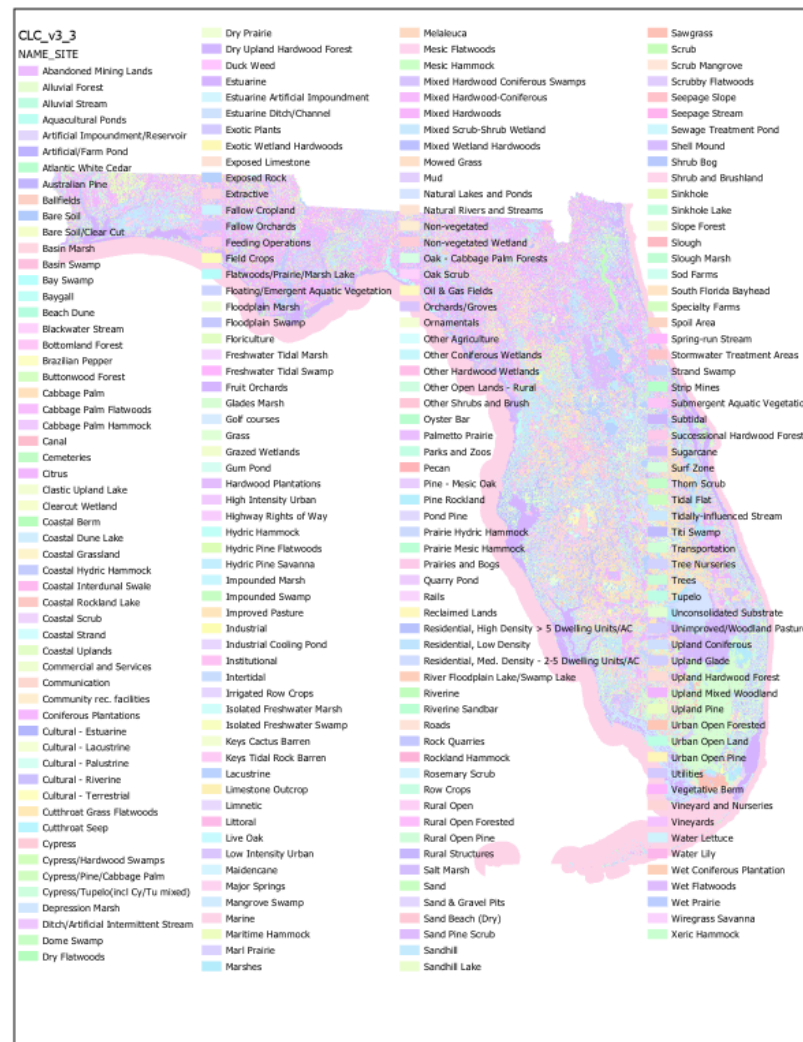 CLC_v3_3
NAME_SITE
Abandoned Mining Lands
Alluvial Forest
Alluvial Stream
Aquacultural Ponds
Artificial Impoundment/Reservoir
Artificial/Farm Pond
Atlantic White Cedar
Australian Pine
Ballfields
Bare Soil
Bare Soil/Clear Cut
Basin Marsh
Basin Swamp
Bay Swamp
Baygall
Beach Dune
Blackwater Stream
Bottomland Forest
Brazilian Pepper
Buttonwood Forest
Cabbage Palm
Cabbage Palm Flatwoods
Cabbage Palm Hammock
Canal
Cemeteries
Citrus
Clastic Upland Lake
Clearcut Wetland
Coastal Berm
Coastal Dune Lake
Coastal Grassland
Coastal Hydric Hammock
Coastal Interdunal Swale
Coastal Rockland Lake
Coastal Scrub
Coastal Strand
Coastal Uplands
Commercial and Services
Communication
Community rec. facilities
Coniferous Plantations
Cultural - Estuarine
Cultural - Lacustrine
Cultural - Palustrine
Cultural - Riverine
Cultural - Terrestrial
Cutthroat Grass Flatwoods
Cutthroat Seep
Cypress
Cypress/Hardwood Swamps
Cypress/Pine/Cabbage Palm
Cypress/Tupelo(incl Cy/Tu mixed)
Depression Marsh
Ditch/Artificial Intermittent Stream
Dome Swamp
Dry Flatwoods
Dry Prairie
Dry Upland Hardwood Forest
Duck Weed
Estuarine
Estuarine Artificial Impoundment
Estuarine Ditch/Channel
Exotic Plants
Exotic Wetland Hardwoods
Exposed Limestone
Exposed Rock
Extractive
Fallow Cropland
Fallow Orchards
Feeding Operations
Field Crops
Flatwoods/Prairie/Marsh Lake
Floating/Emergent Aquatic Vegetation
Floodplain Marsh
Floodplain Swamp
Floriculture
Freshwater Tidal Marsh
Freshwater Tidal Swamp
Fruit Orchards
Glades Marsh
Golf courses
Grass
Grazed Wetlands
Gum Pond
Hardwood Plantations
High Intensity Urban
Highway Rights of Way
Hydric Hammock
Hydric Pine Flatwoods
Hydric Pine Savanna
Impounded Marsh
Impounded Swamp
Improved Pasture
Industrial
Industrial Cooling Pond
Institutional
Intertidal
Irrigated Row Crops
Isolated Freshwater Marsh
Isolated Freshwater Swamp
Keys Cactus Barren
Keys Tidal Rock Barren
Lacustrine
Limestone Outcrop
Limnetic
Littoral
Live Oak
Low Intensity Urban
Maidencane
Major Springs
Mangrove Swamp
Marine
Maritime Hammock
Marl Prairie
Marshes
Melaleuca
Mesic Flatwoods
Mesic Hammock
Mixed Hardwood Coniferous Swamps
Mixed Hardwood-Coniferous
Mixed Hardwoods
Mixed Scrub-Shrub Wetland
Mixed Wetland Hardwoods
Mowed Grass
Mud
Natural Lakes and Ponds
Natural Rivers and Streams
Non-vegetated
Non-vegetated Wetland
Oak - Cabbage Palm Forests
Oak Scrub
Oil & Gas Fields
Orchards/Groves
Ornamentals
Other Agriculture
Other Coniferous Wetlands
Other Hardwood Wetlands
Other Open Lands - Rural
Other Shrubs and Brush
Oyster Bar
Palmetto Prairie
Parks and Zoos
Pecan
Pine - Mesic Oak
Pine Rockland
Pond Pine
Prairie Hydric Hammock
Prairie Mesic Hammock
Prairies and Bogs
Quarry Pond
Rails
Reclaimed Lands
Residential, High Density > 5 Dwelling Units/AC
Residential, Low Density
Residential, Med. Density - 2-5 Dwelling Units/AC
River Floodplain Lake/Swamp Lake
Riverine
Riverine Sandbar
Roads
Rock Quarries
Rockland Hammock
Rosemary Scrub
Row Crops
Rural Open
Rural Open Forested
Rural Open Pine
Rural Structures
Salt Marsh
Sand
Sand & Gravel Pits
Sand Beach (Dry)
Sand Pine Scrub
Sandhill
Sandhill Lake
Sawgrass
Scrub
Scrub Mangrove
Scrubby Flatwoods
Seepage Slope
Seepage Stream
Sewage Treatment Pond
Shell Mound
Shrub Bog
Shrub and Brushland
Sinkhole
Sinkhole Lake
Slope Forest
Slough
Slough Marsh
Sod Farms
South Florida Bayhead
Specialty Farms
Spoil Area
Spring-run Stream
Stormwater Treatment Areas
Strand Swamp
Strip Mines
Submergent Aquatic Vegetatio
Subtidal
Successional Hardwood Forest
Sugarcane
Surf Zone
Thorn Scrub
Tidal Flat
Tidally-influenced Stream
Titi Swamp
Transportation
Tree Nurseries
Trees
Tupelo
Unconsolidated Substrate
Unimproved/Woodland Pasture
Upland Coniferous
Upland Glade
Upland Hardwood Forest
Upland Mixed Woodland
Upland Pine
Urban Open Forested
Urban Open Land
Urban Open Pine
Utilities
Vegetative Berm
Vineyard and Nurseries
Vineyards
Water Lettuce
Water Lily
Wet Coniferous Plantation
Wet Flatwoods
Wet Prairie
Wiregrass Savanna
Xeric Hammock